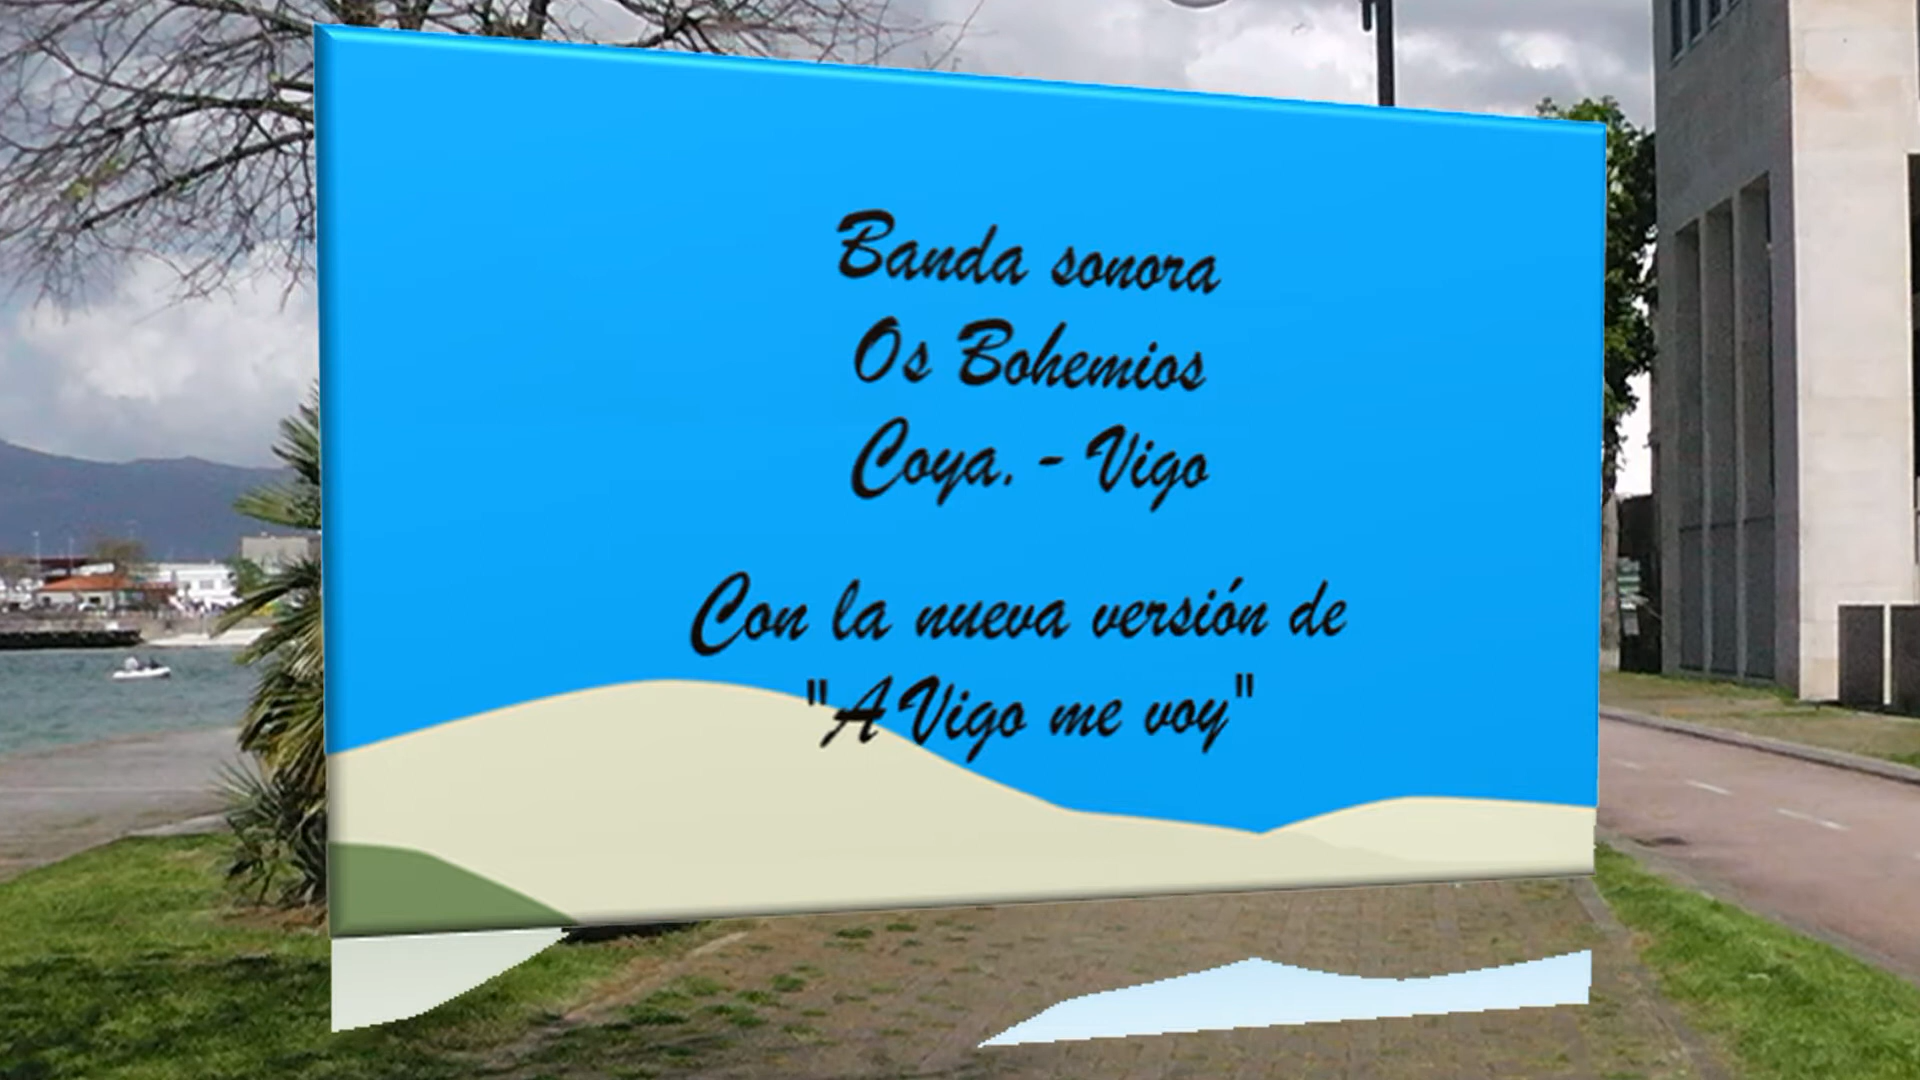 Banda sonora
Os Bohemios
Coya. - Vigo
Con la nueva versión de
"A Vigo me voy"